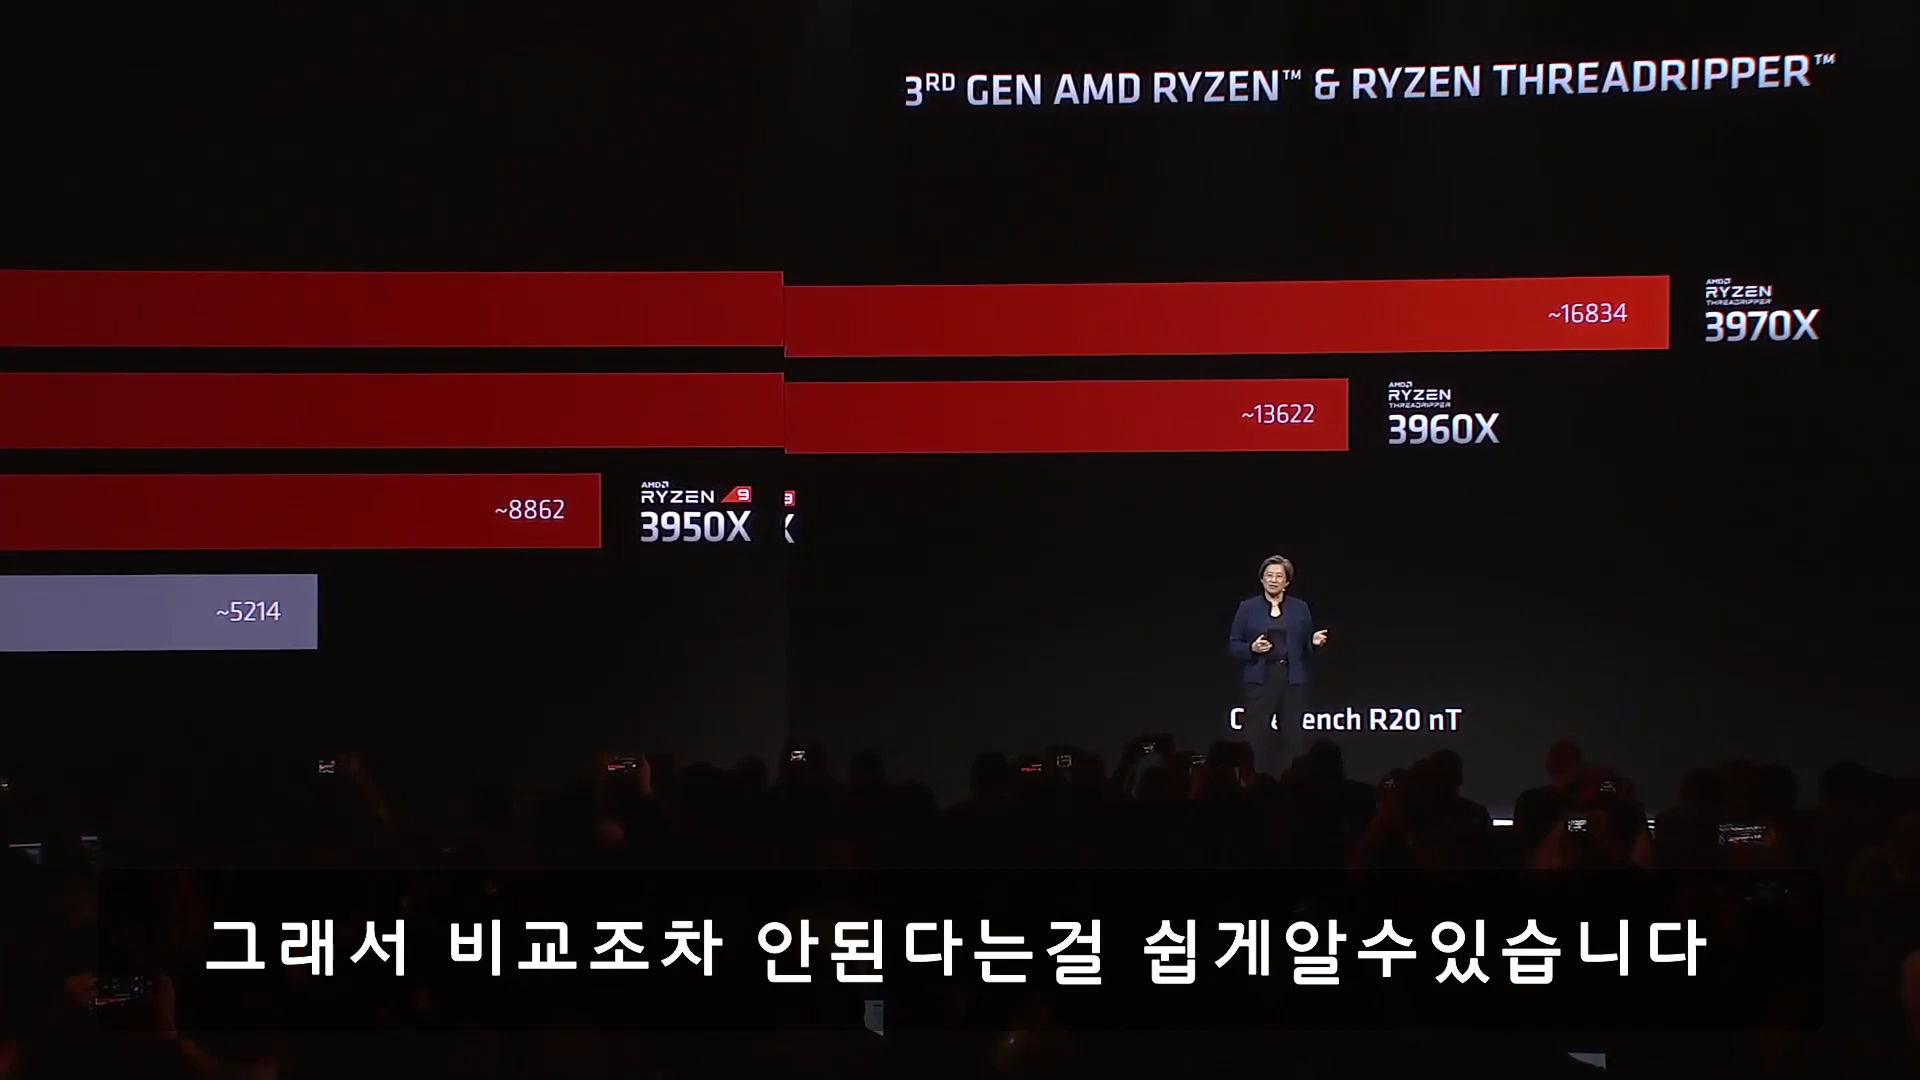 3RD GEN AMD RYZEN™ & RYZEN THREADRIPPER™
~16834
AMD
RYZEN
THREADRIPPER
3970X
~13622
AMD
RYZEN
THREADRIPPER
3960X
~8862
AMD
RYZEN 9
3950X
X
~5214
R20 nT
그래서 비교조차 안된다는걸 쉽게알수있습니다